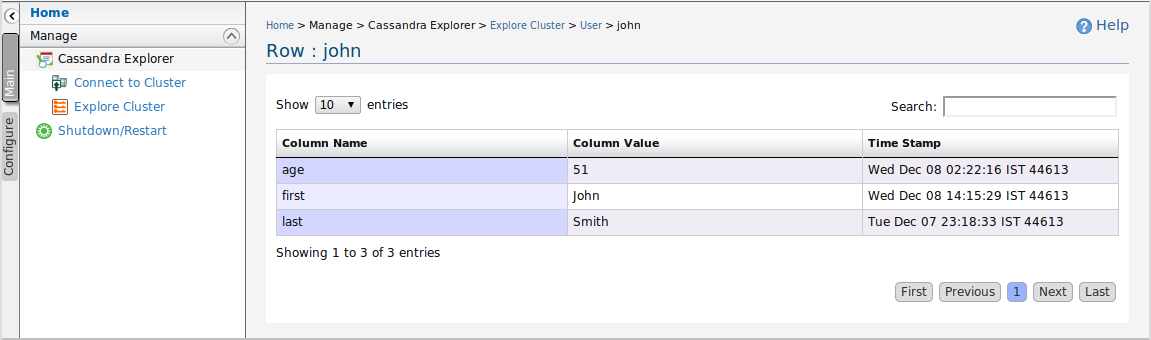 Home
Manage
Cassandra Explorer
Connect to Cluster
Explore Cluster
Shutdown/Restart
Main
Configure
Home > Manage > Cassandra Explorer > Explore Cluster > User > john
Help
Row : john
Show 10 entries
Search:
Column Name Column Value Time Stamp
age 51 Wed Dec 08 02:22:16 IST 44613
first John Wed Dec 08 14:15:29 IST 44613
last Smith Tue Dec 07 23:18:33 IST 44613
Showing 1 to 3 of 3 entries
First Previous 1 Next Last